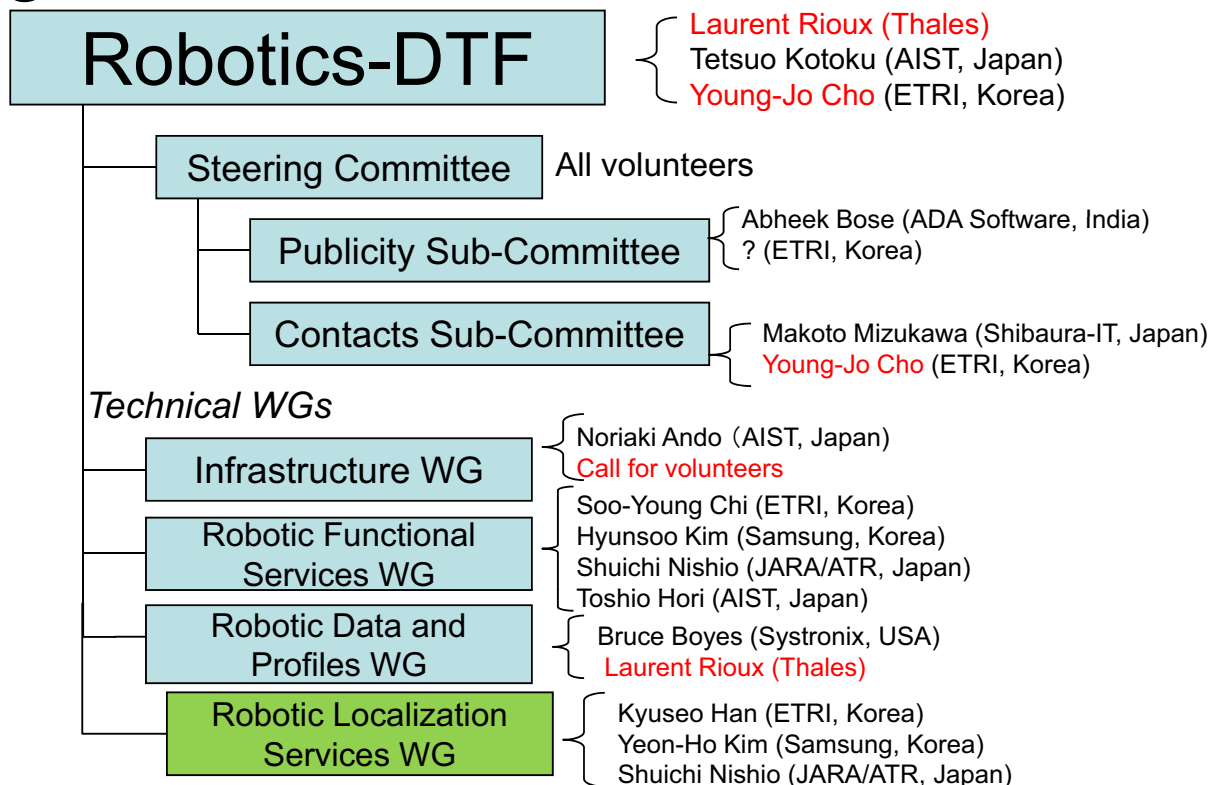 Robotics-DTF
Laurent Rioux (Thales)
Tetsuo Kotoku (AIST, Japan)
Young-Jo Cho (ETRI, Korea)
Steering Committee
All volunteers
Publicity Sub-Committee
Abheek Bose (ADA Software, India)
? (ETRI, Korea)
Contacts Sub-Committee
Makoto Mizukawa (Shibaura-IT, Japan)
Young-Jo Cho (ETRI, Korea)
Technical WGs
Infrastructure WG
Noriaki Ando（AIST, Japan)
Call for volunteers
Robotic Functional
Services WG
Soo-Young Chi (ETRI, Korea)
Hyunsoo Kim (Samsung, Korea)
Shuichi Nishio (JARA/ATR, Japan)
Toshio Hori (AIST, Japan)
Robotic Data and
Profiles WG
Bruce Boyes (Systronix, USA)
Laurent Rioux (Thales)
Robotic Localization
Services WG
Kyuseo Han (ETRI, Korea)
Yeon-Ho Kim (Samsung, Korea)
Shuichi Nishio (JARA/ATR, Japan)